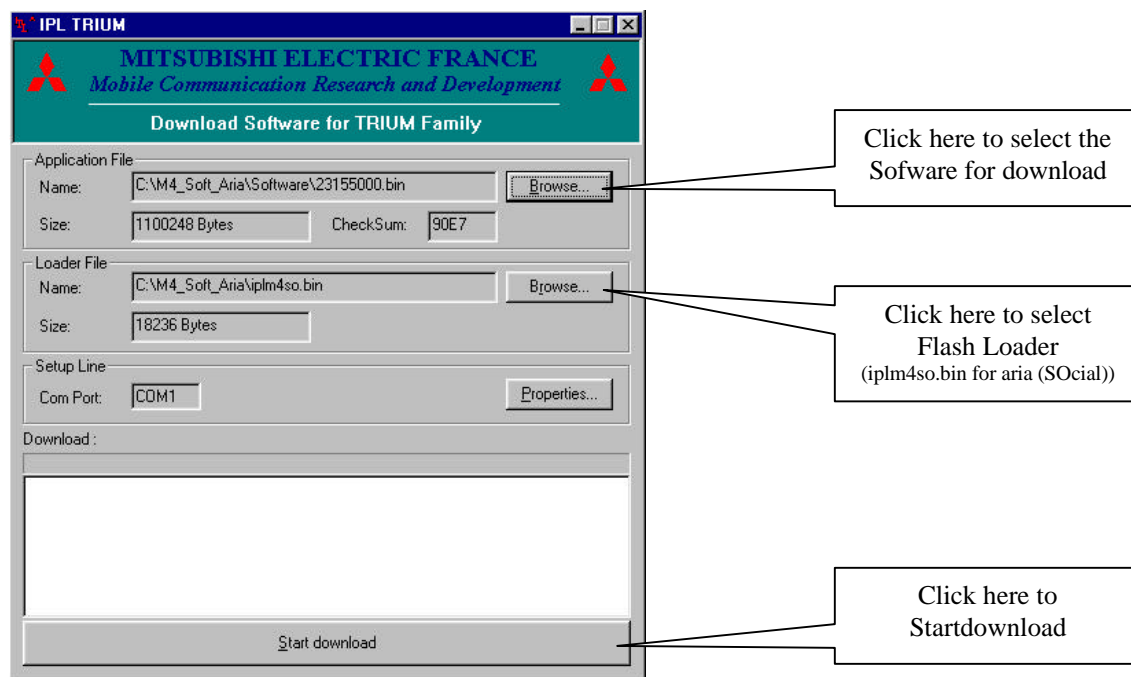 IPL TRIUM
MITSUBISHI ELECTRIC FRANCE
Mobile Communication Research and Development
Download Software for TRIUM Family
Application File
Name: C:\M4_Soft_Aria\Software\23155000.bin Browse...
Size: 1100248 Bytes CheckSum: 90E7
Loader File
Name: C:\M4_Soft_Aria\iplm4so.bin Browse...
Size: 18236 Bytes
Setup Line
Com Port: COM1 Properties...
Download :
Start download
Click here to select the
Sofware for download
Click here to select
Flash Loader
(iplm4so.bin for aria (SOcial))
Click here to
Startdownload